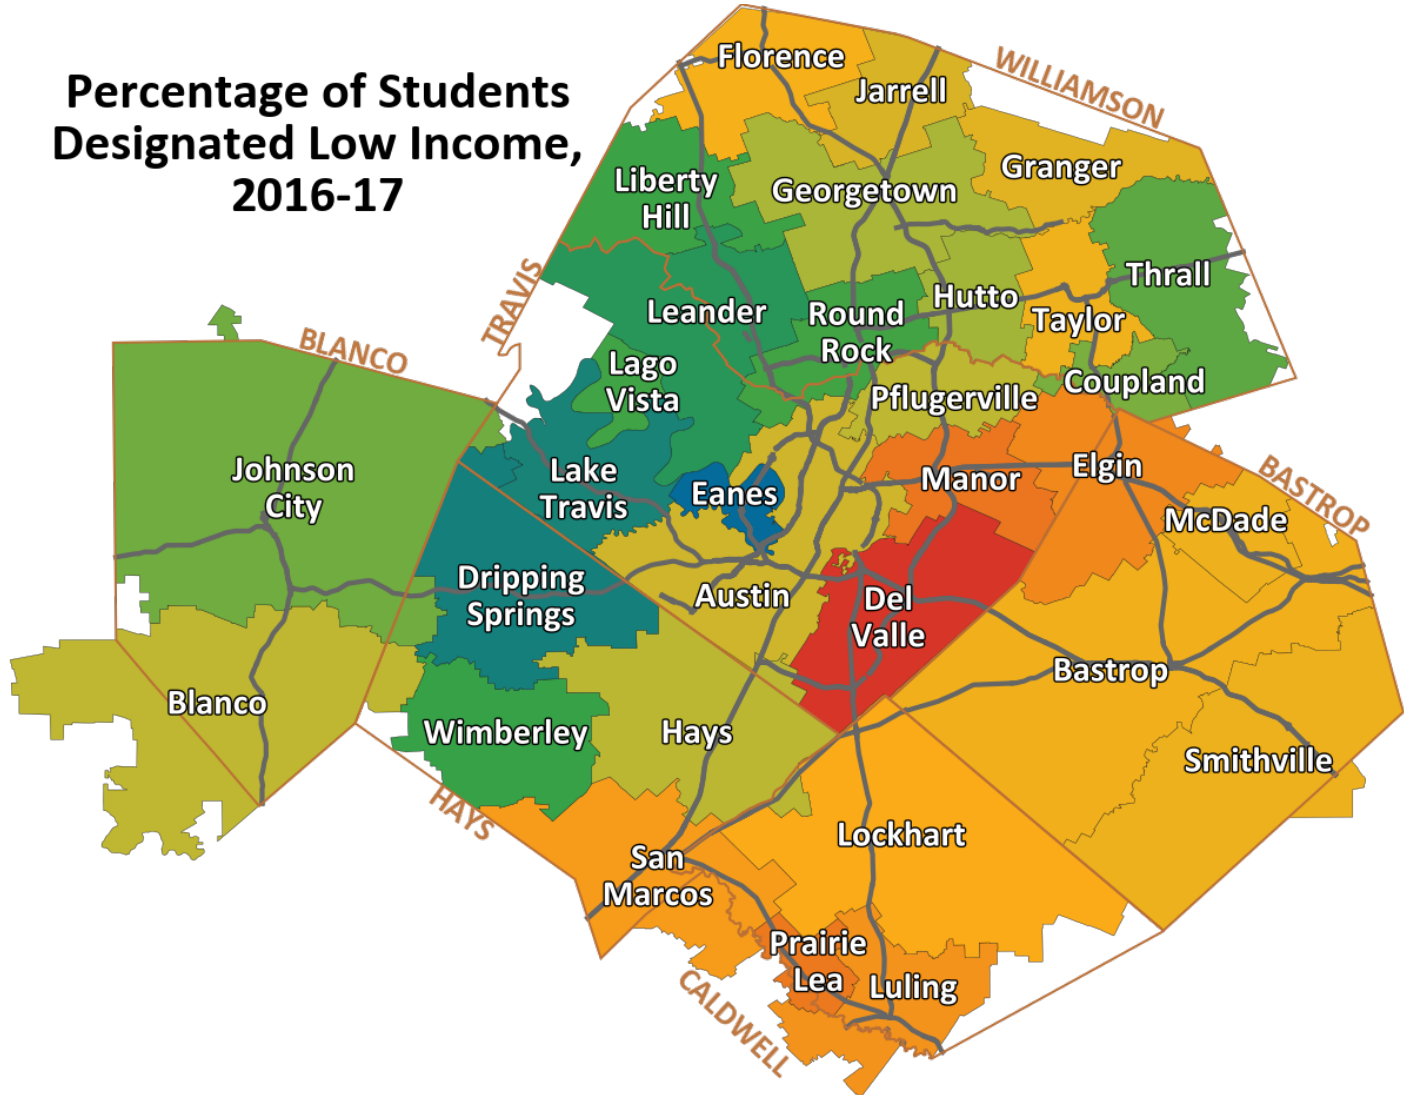 Percentage of Students
Designated Low Income,
2016-17
Florence
WILLIAMSON
Jarrell
Granger
Liberty
Hill
Georgetown
Thrall
TRAVIS
Hutto
Leander
Round
Rock
Taylor
BLANCO
Lago
Vista
Coupland
Pflugerville
Johnson
City
Lake
Travis
Eanes
Manor
Elgin
BASTROP
McDade
Dripping
Springs
Austin
Del
Valle
Bastrop
Blanco
Wimberley
Hays
Smithville
HAYS
Lockhart
San
Marcos
Prairie
Lea
Luling
CALDWELL